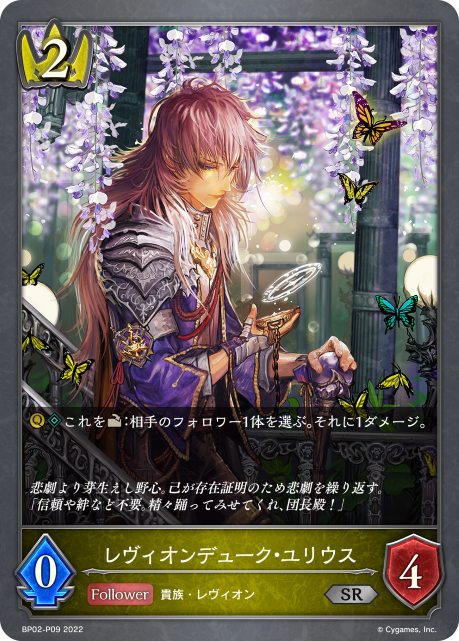 2
Q これを:相手のフォロワー1体を選ぶ。それに1ダメージ。
悲劇より芽生えし野心。己が存在証明のため悲劇を繰り返す。
「信頼や絆など不要。精々踊ってみせてくれ、団長殿！」
レヴィオンデューク・ユリウス
0
Follower 貴族・レヴィオン
SR
4
BP02-P09 2022
© Cygames, Inc.